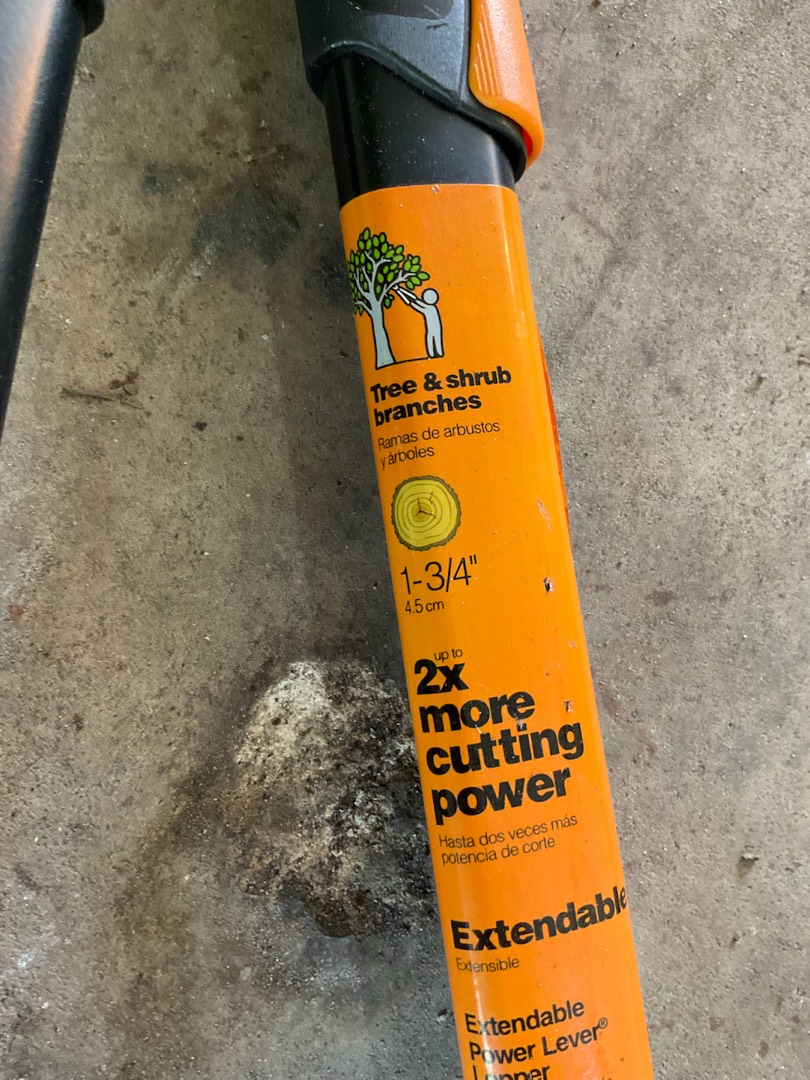 Tree & shrub
branches
Ramas de arbustos
y árboles
1-3/4"
4.5 cm
up to
2x
more
cutting
power
Hasta dos veces más
potencia de corte
Extendable
Extensible
Extendable
Power Lever®
Lopper